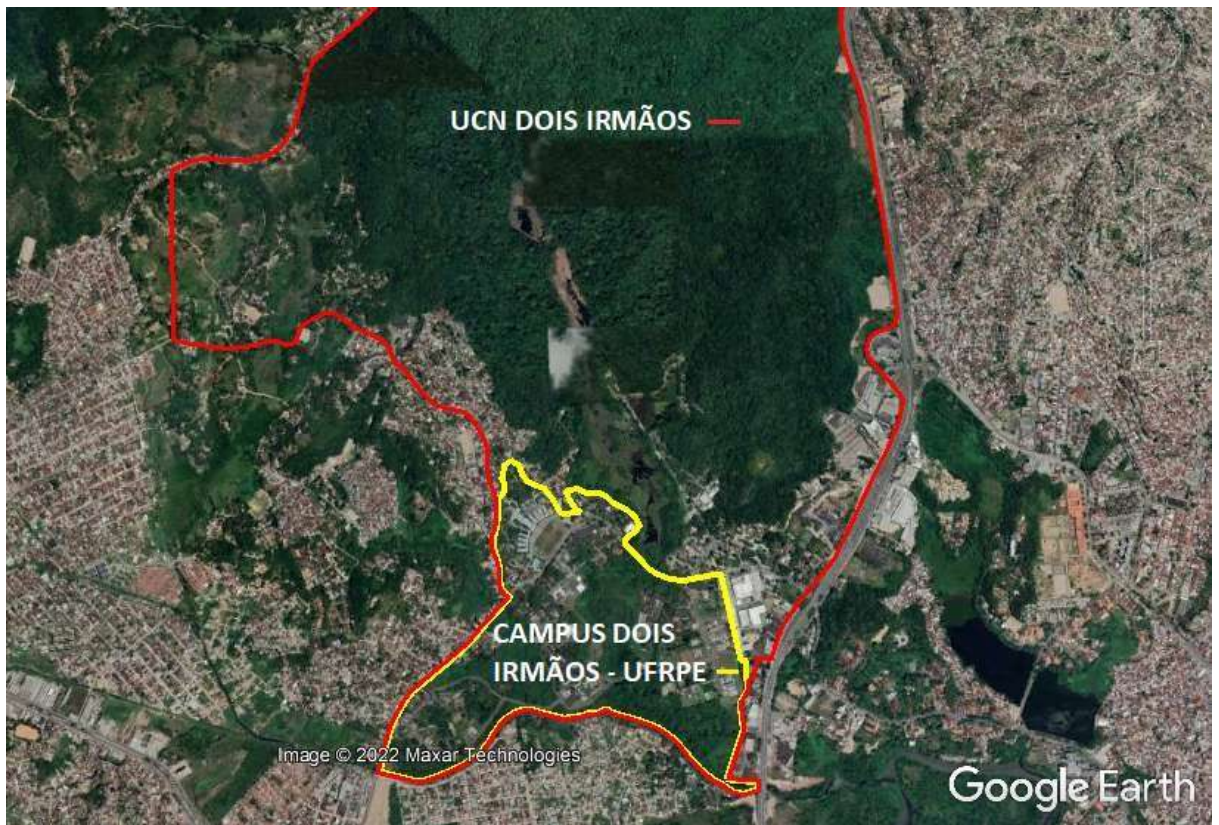 UCN DOIS IRMÃOS
CAMPUS DOIS
IRMÃOS - UFRPE
Image © 2022 Maxar Technologies
Google Earth